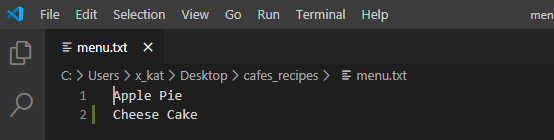 File Edit Selection View Go Run Terminal Help men
menu.txt
C: > Users > x_kat > Desktop > cafes_recipes > menu.txt
1 Apple Pie
2 Cheese Cake